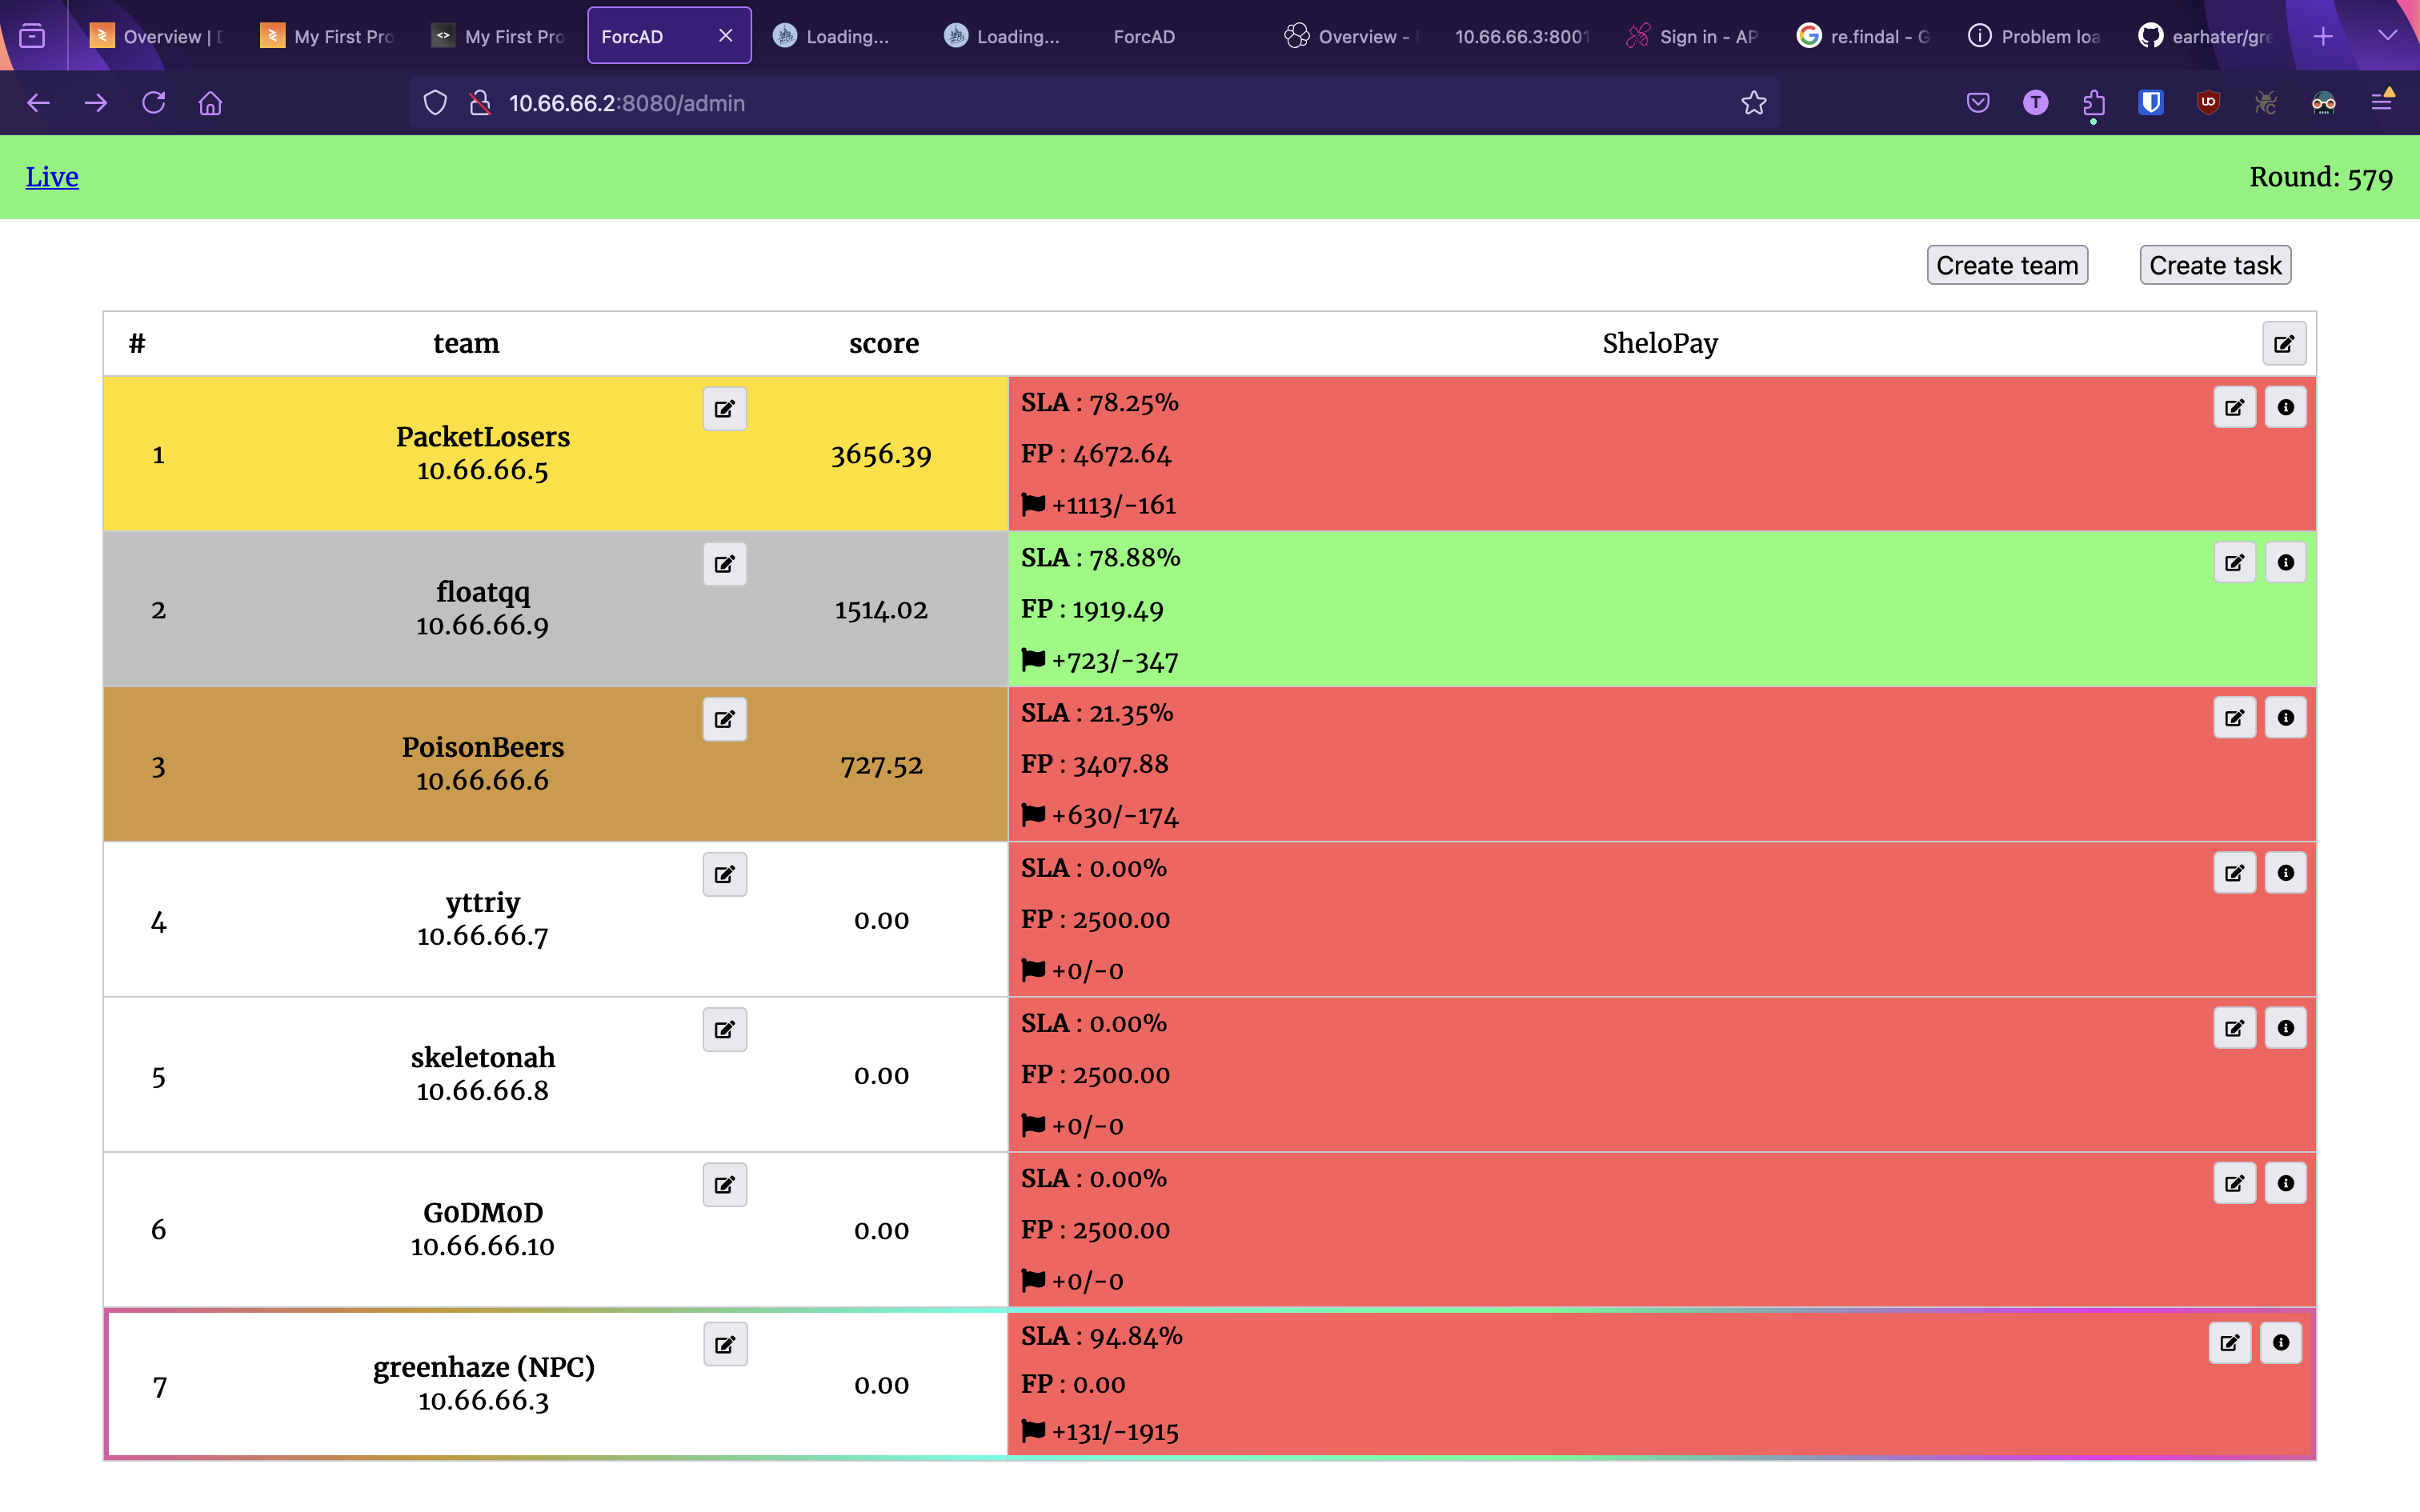 Overview | D
My First Pro
My First Pro
ForcAD
Loading...
Loading...
ForcAD
Overview -
10.66.66.3:8001
Sign in - AP
re.findal - G
Problem loa
earhater/gre
10.66.66.2:8080/admin
Live
Round: 579
Create team
Create task
# team score SheloPay
1
PacketLosers
10.66.66.5
3656.39
SLA : 78.25%
FP : 4672.64
+1113/-161
2
floatqq
10.66.66.9
1514.02
SLA : 78.88%
FP : 1919.49
+723/-347
3
PoisonBeers
10.66.66.6
727.52
SLA : 21.35%
FP : 3407.88
+630/-174
4
yttriy
10.66.66.7
0.00
SLA : 0.00%
FP : 2500.00
+0/-0
5
skeletonah
10.66.66.8
0.00
SLA : 0.00%
FP : 2500.00
+0/-0
6
GoDMoD
10.66.66.10
0.00
SLA : 0.00%
FP : 2500.00
+0/-0
7
greenhaze (NPC)
10.66.66.3
0.00
SLA : 94.84%
FP : 0.00
+131/-1915